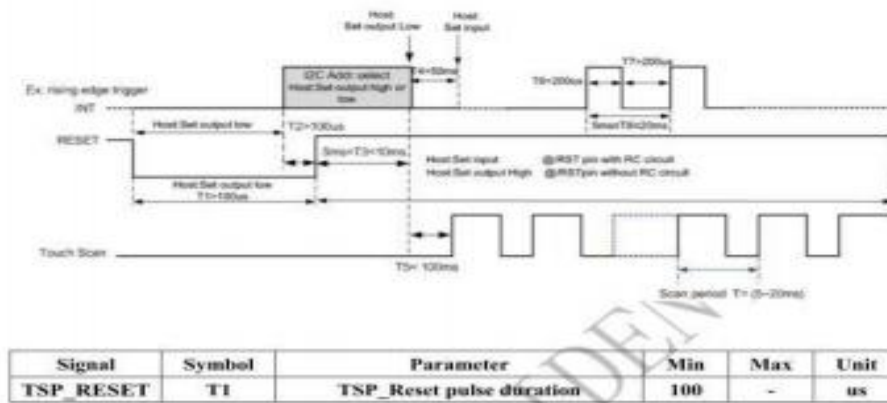 Host:
Set output Low
Host:
Set input
T4<50ms
I2C Addr. select
Host:Set output high or
low
Ex: rising edge trigger
INT
T7>200us
T6>200us
5ms<T8<20ms
Host:Set output low
T2>100us
RESET
5ms<T3<10ms
Host:Set input @/RST pin with RC circuit
Host:Set output High @/RSTpin without RC circuit
Host:Set output low
T1>100us
Touch Scan
T5< 100ms
Scan period T= (5~20ms)
Signal Symbol Parameter Min Max Unit
TSP_RESET T1 TSP_Reset pulse duration 100 - us